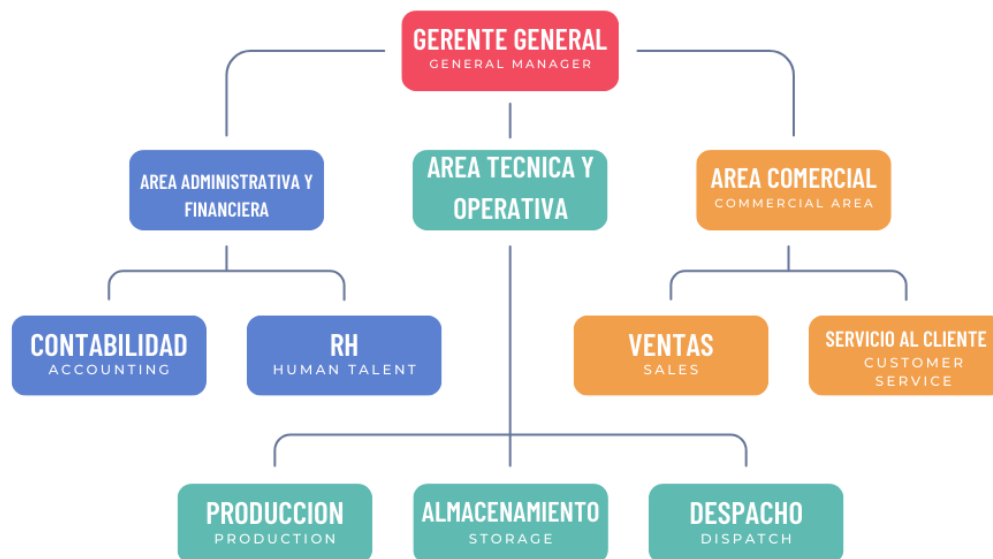 GERENTE GENERAL
GENERAL MANAGER
AREA ADMINISTRATIVA Y
FINANCIERA
AREA TECNICA Y
OPERATIVA
AREA COMERCIAL
COMMERCIAL AREA
CONTABILIDAD
ACCOUNTING
RH
HUMAN TALENT
VENTAS
SALES
SERVICIO AL CLIENTE
CUSTOMER
SERVICE
PRODUCCION
PRODUCTION
ALMACENAMIENTO
STORAGE
DESPACHO
DISPATCH